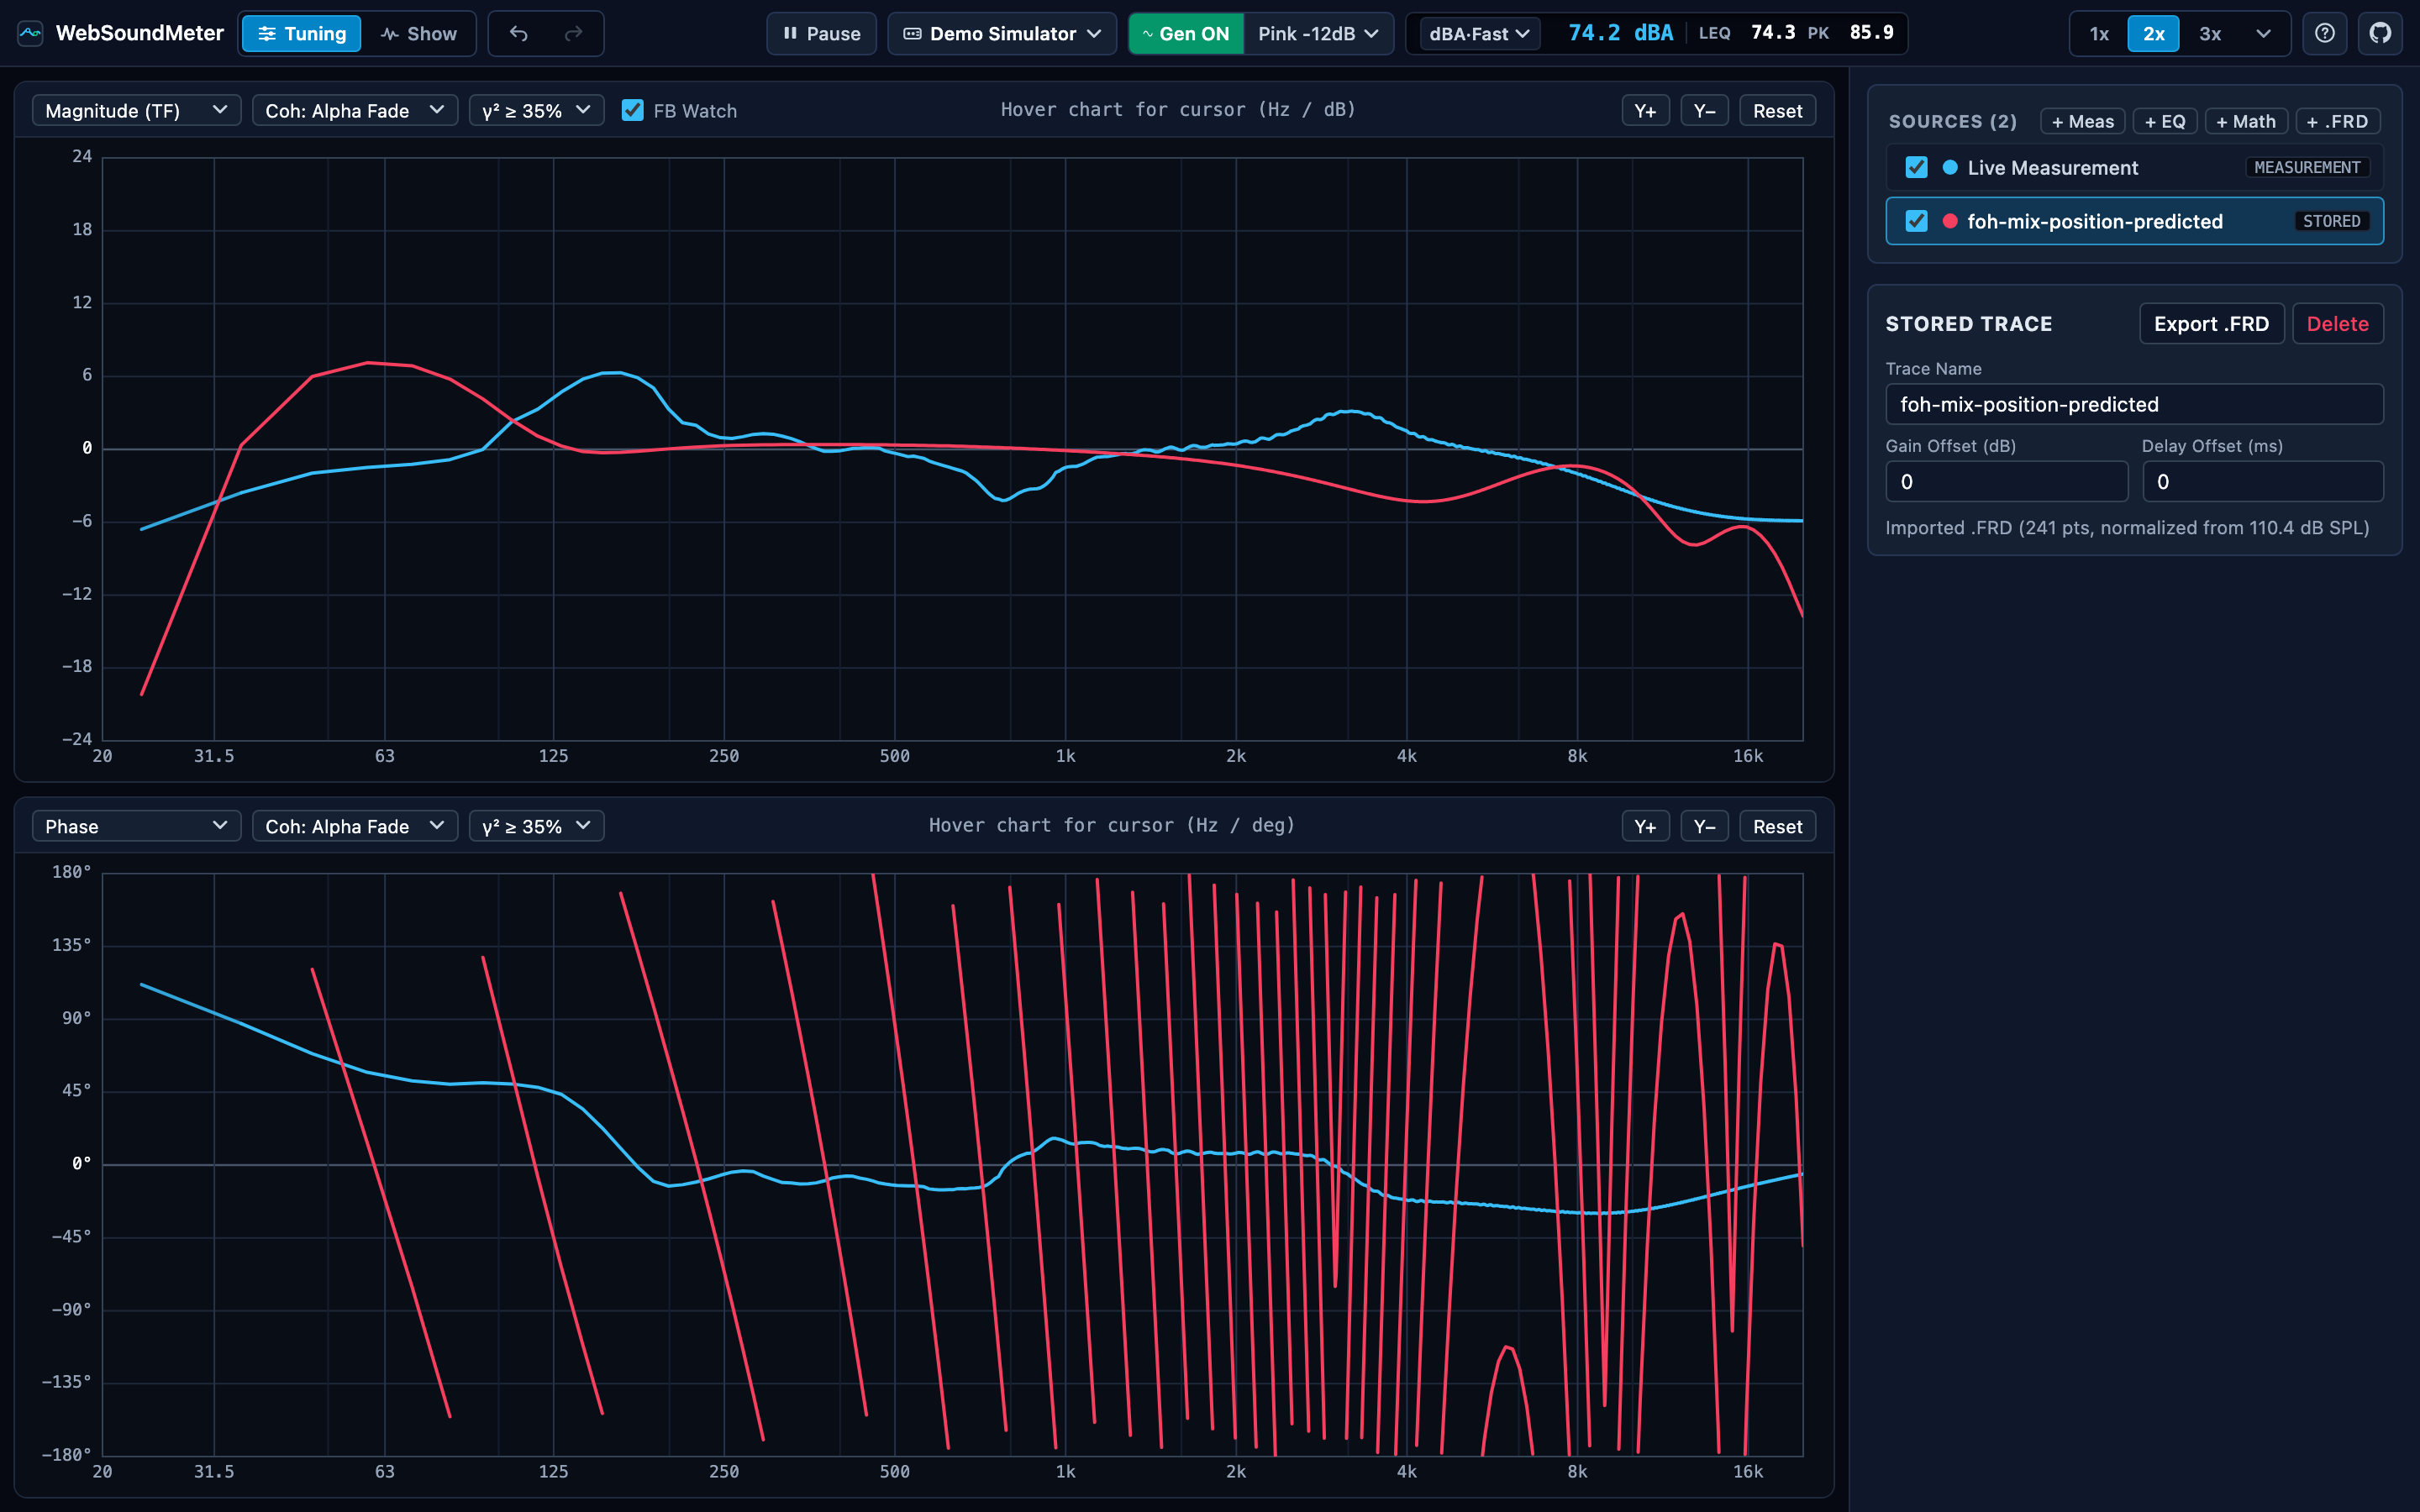 WebSoundMeter Tuning Show Pause Demo Simulator ~ Gen ON Pink -12dB dBA·Fast 74.2 dBA LEQ 74.3 PK 85.9 1x 2x 3x
Magnitude (TF) Coh: Alpha Fade γ² ≥ 35% FB Watch Hover chart for cursor (Hz / dB) Y+ Y− Reset
24
18
12
6
0
−6
−12
−18
−24
20 31.5 63 125 250 500 1k 2k 4k 8k 16k
Phase Coh: Alpha Fade γ² ≥ 35% Hover chart for cursor (Hz / deg) Y+ Y− Reset
180°
135°
90°
45°
0°
−45°
−90°
−135°
−180°
20 31.5 63 125 250 500 1k 2k 4k 8k 16k
SOURCES (2) + Meas + EQ + Math + .FRD
Live Measurement MEASUREMENT
foh-mix-position-predicted STORED
STORED TRACE Export .FRD Delete
Trace Name
foh-mix-position-predicted
Gain Offset (dB) Delay Offset (ms)
0 0
Imported .FRD (241 pts, normalized from 110.4 dB SPL)